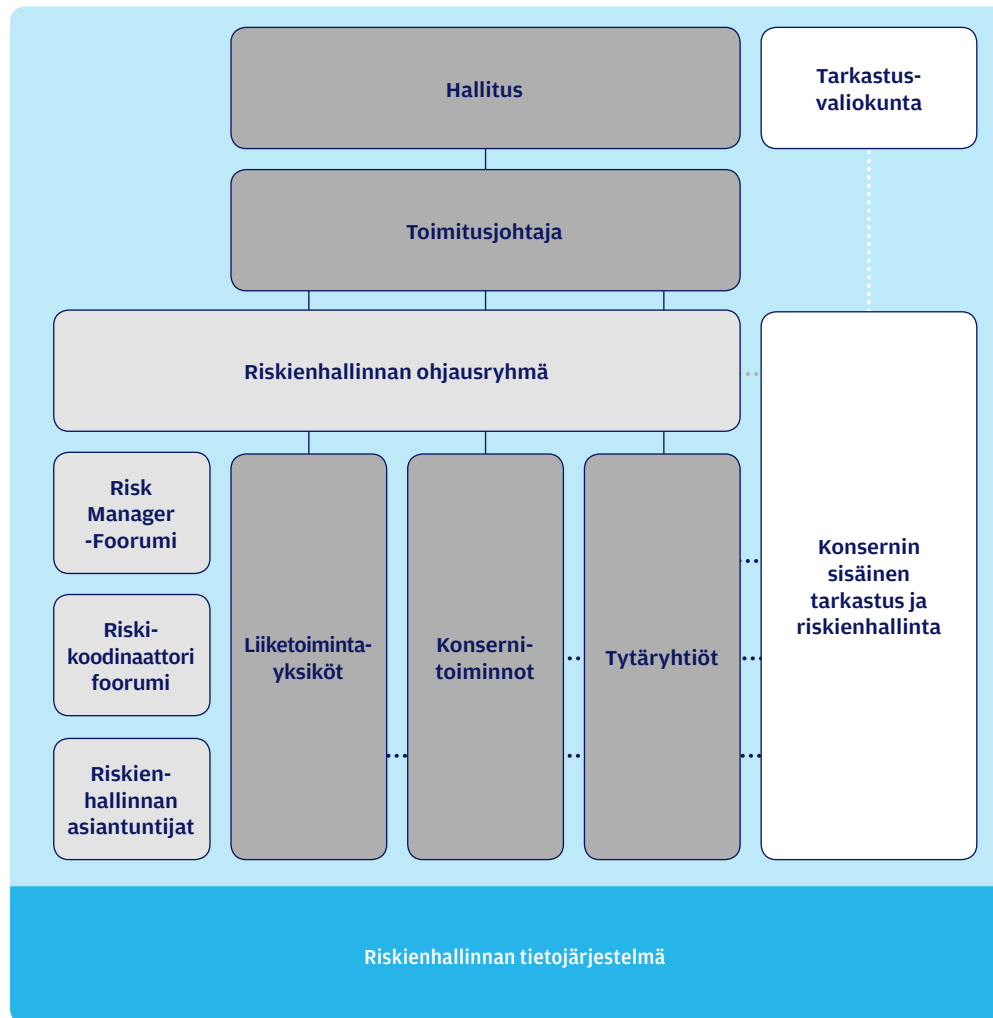 Hallitus
Tarkastus-
valiokunta
Toimitusjohtaja
Riskienhallinnan ohjausryhmä
Risk
Manager
-Foorumi
Riski-
koodinaattori
foorumi
Riskien-
hallinnan
asiantuntijat
Liiketoiminta-
yksiköt
Konserni-
toiminnot
Tytäryhtiöt
Konsernin
sisäinen
tarkastus ja
riskienhallinta
Riskienhallinnan tietojärjestelmä